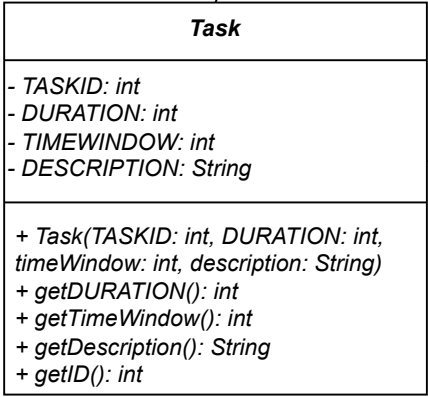 Task
- TASKID: int
- DURATION: int
- TIMEWINDOW: int
- DESCRIPTION: String
+ Task(TASKID: int, DURATION: int,
timeWindow: int, description: String)
+ getDURATION(): int
+ getTimeWindow(): int
+ getDescription(): String
+ getID(): int